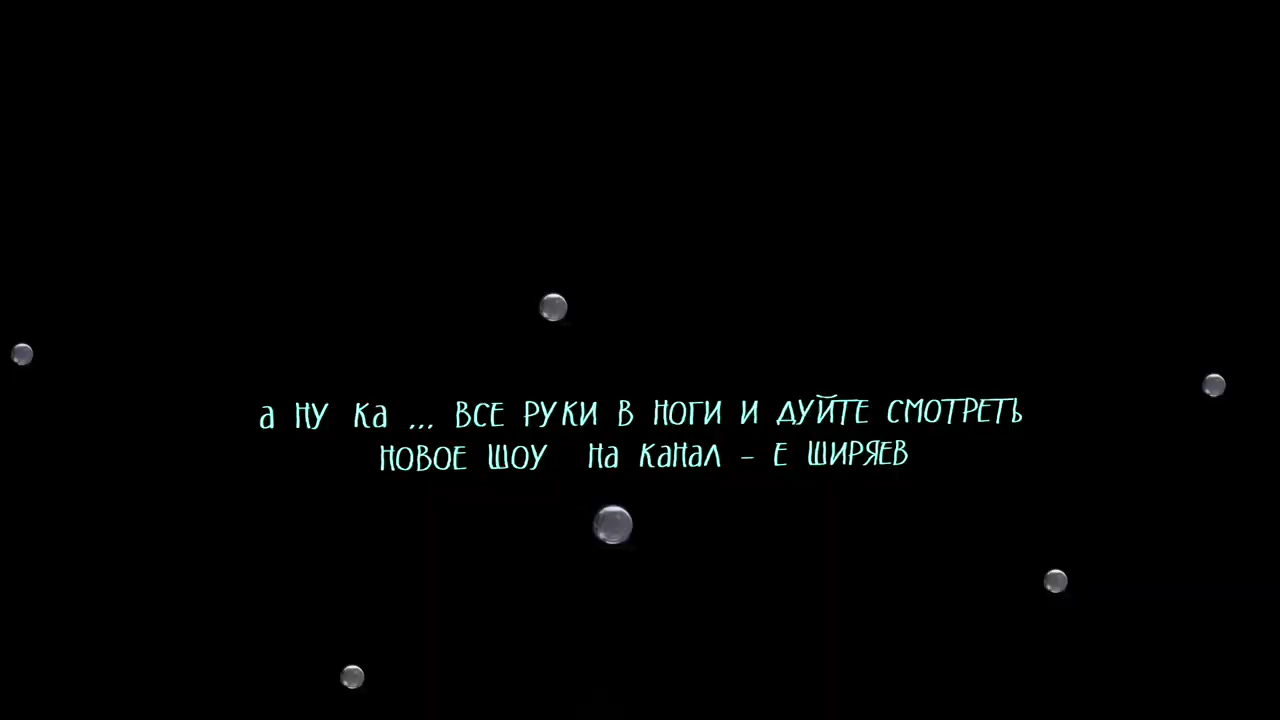 а НУ ка ... ВСЕ РУКИ В НОГИ И ДУЙТЕ СМОТРЕТЬ
НОВОЕ ШОУ на канал - Е ШИРЯЕВ